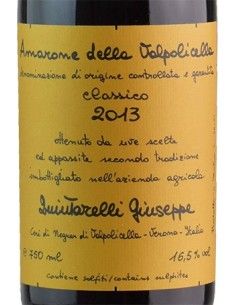 Amarone della Valpolicella
denominazione di origine controllata e garantita
classico
2013
Ottenuto da uve scelte
ed appassite secondo tradizione
imbottigliato nell'azienda agricola
Quintarelli Giuseppe
Cerè di Negrar di Valpolicella - Verona - Italia
e 750 ml 16,5% vol
Contiene solfiti/contains sulphites